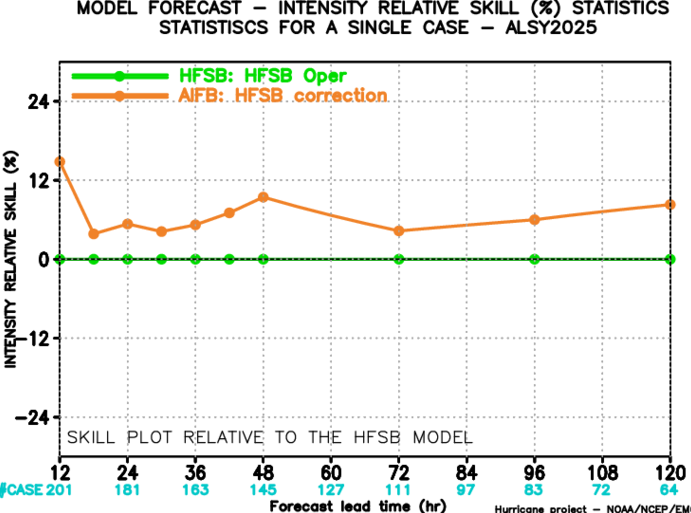 MODEL FORECAST – INTENSITY RELATIVE SKILL (%) STATISTICS
STATISTISCS FOR A SINGLE CASE – ALSY2025
HFSB: HFSB Oper
AIFB: HFSB correction
24
12
0
−12
−24
INTENSITY RELATIVE SKILL (%)
SKILL PLOT RELATIVE TO THE HFSB MODEL
12 24 36 48 60 72 84 96 108 120
#CASE 201 181 163 145 127 111 97 83 72 64
Forecast lead time (hr)
Hurricane project – NOAA/NCEP/EM